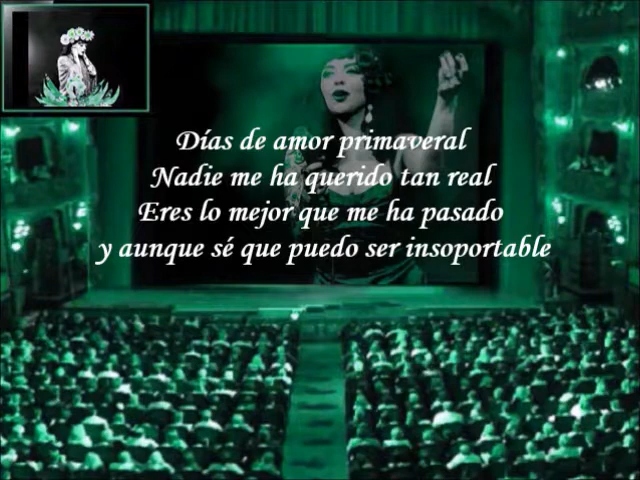 Días de amor primaveral
Nadie me ha querido tan real
Eres lo mejor que me ha pasado
y aunque sé que puedo ser insoportable